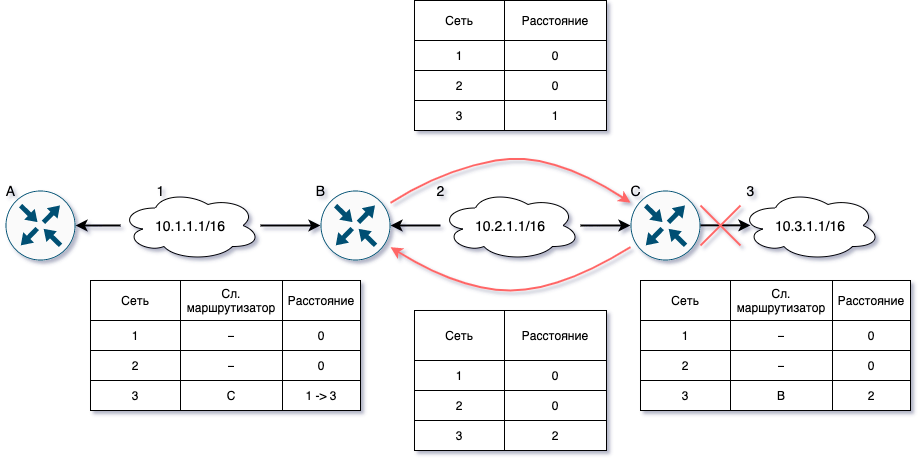 Сеть Расстояние
1 0
2 0
3 1
A 1 B 2 C 3
10.1.1.1/16 10.2.1.1/16 10.3.1.1/16
Сеть Сл. маршрутизатор Расстояние
1 – 0
2 – 0
3 C 1 -> 3
Сеть Расстояние
1 0
2 0
3 2
Сеть Сл. маршрутизатор Расстояние
1 – 0
2 – 0
3 B 2